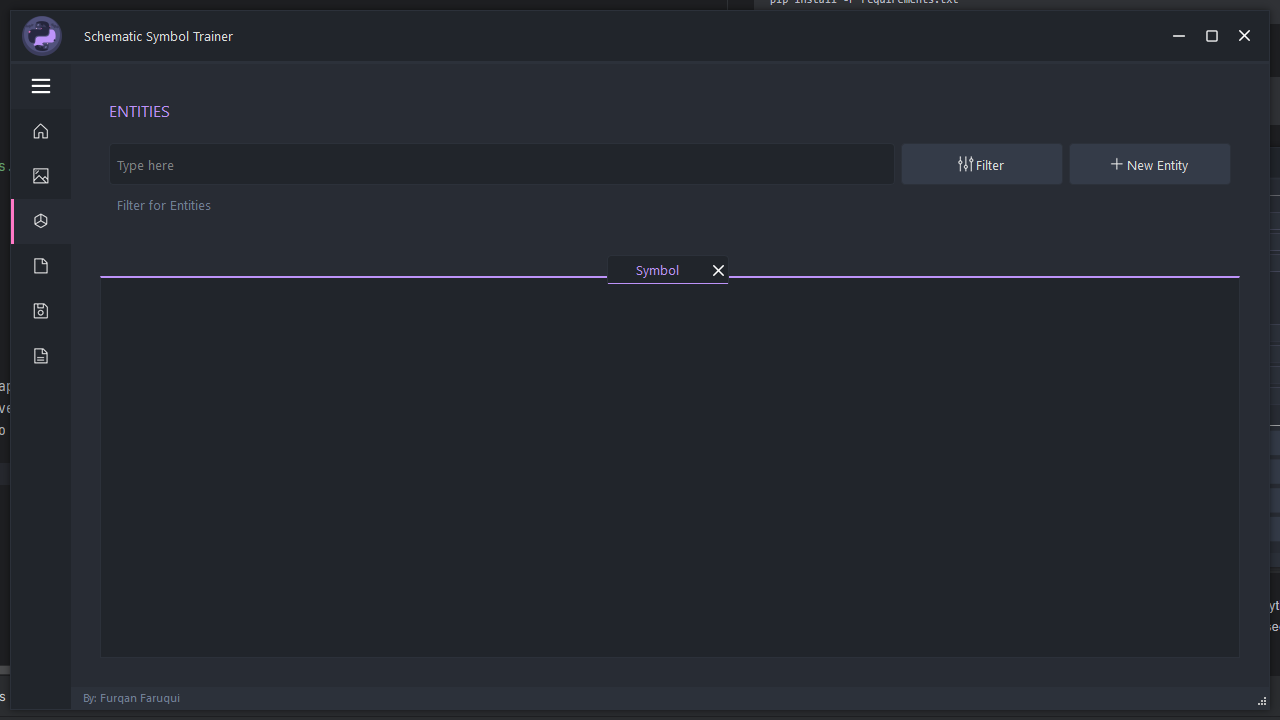 pip install -r requirements.txt
Schematic Symbol Trainer
ENTITIES
Type here
Filter
New Entity
Filter for Entities
Symbol
By: Furqan Faruqui